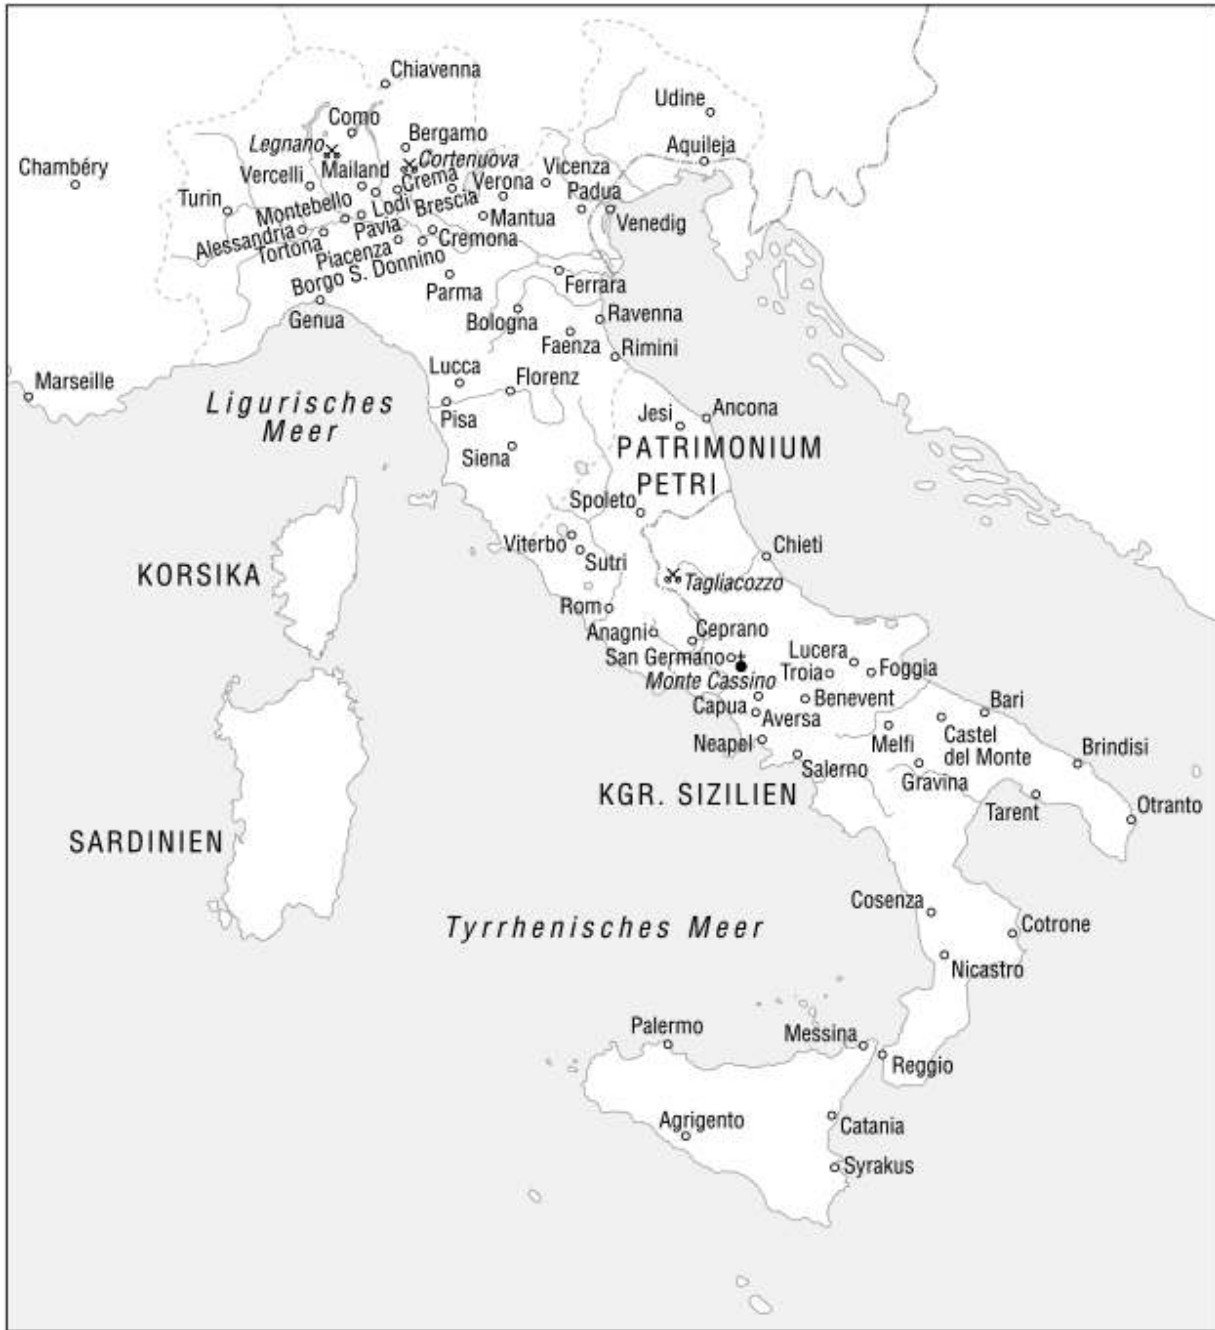 Chiavenna
Udine
Como
Legnano
Bergamo
Cortenuova
Aquileja
Chambéry
Vercelli
Mailand
Crema
Verona
Vicenza
Turin
Montebello
Lodi
Brescia
Mantua
Padua
Venedig
Alessandria
Tortona
Pavia
Piacenza
Cremona
Borgo S. Donnino
Parma
Ferrara
Genua
Bologna
Ravenna
Faenza
Rimini
Marseille
Lucca
Florenz
Ligurisches
Meer
Pisa
Jesi
Ancona
Siena
PATRIMONIUM
PETRI
Spoleto
Viterbo
Sutri
Chieti
KORSIKA
Tagliacozzo
Rom
Anagni
Ceprano
San Germano
Lucera
Troia
Foggia
Monte Cassino
Capua
Benevent
Aversa
Bari
Neapel
Melfi
Castel
del Monte
Brindisi
Salerno
Gravina
KGR. SIZILIEN
Tarent
Otranto
SARDINIEN
Cosenza
Tyrrhenisches Meer
Cotrone
Nicastro
Palermo
Messina
Reggio
Agrigento
Catania
Syrakus